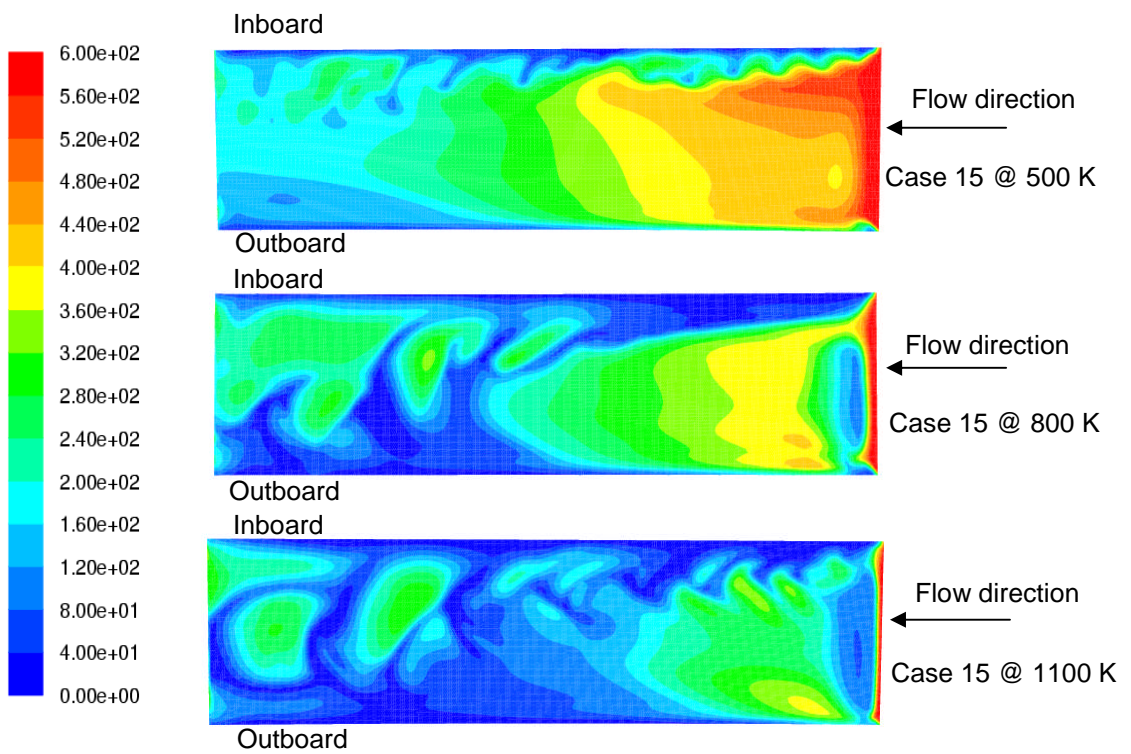 6.00e+02
5.60e+02
5.20e+02
4.80e+02
4.40e+02
4.00e+02
3.60e+02
3.20e+02
2.80e+02
2.40e+02
2.00e+02
1.60e+02
1.20e+02
8.00e+01
4.00e+01
0.00e+00
Inboard
Flow direction
Case 15 @ 500 K
Outboard
Inboard
Flow direction
Case 15 @ 800 K
Outboard
Inboard
Flow direction
Case 15 @ 1100 K
Outboard